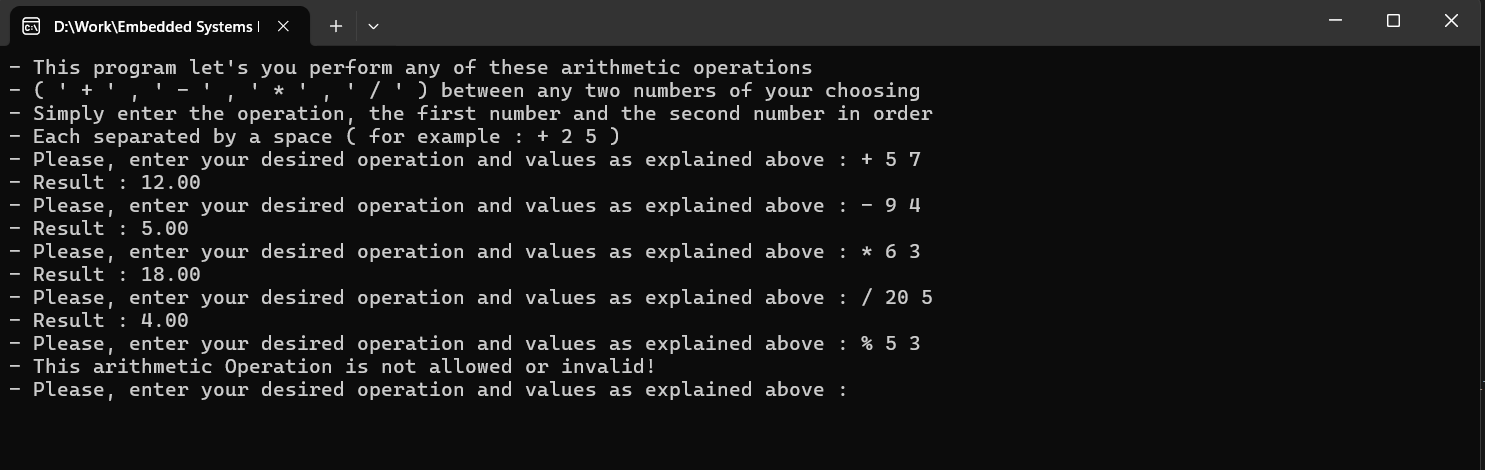 D:\Work\Embedded Systems
- This program let's you perform any of these arithmetic operations
- ( ' + ' , ' - ' , ' * ' , ' / ' ) between any two numbers of your choosing
- Simply enter the operation, the first number and the second number in order
- Each separated by a space ( for example : + 2 5 )
- Please, enter your desired operation and values as explained above : + 5 7
- Result : 12.00
- Please, enter your desired operation and values as explained above : - 9 4
- Result : 5.00
- Please, enter your desired operation and values as explained above : * 6 3
- Result : 18.00
- Please, enter your desired operation and values as explained above : / 20 5
- Result : 4.00
- Please, enter your desired operation and values as explained above : % 5 3
- This arithmetic Operation is not allowed or invalid!
- Please, enter your desired operation and values as explained above :